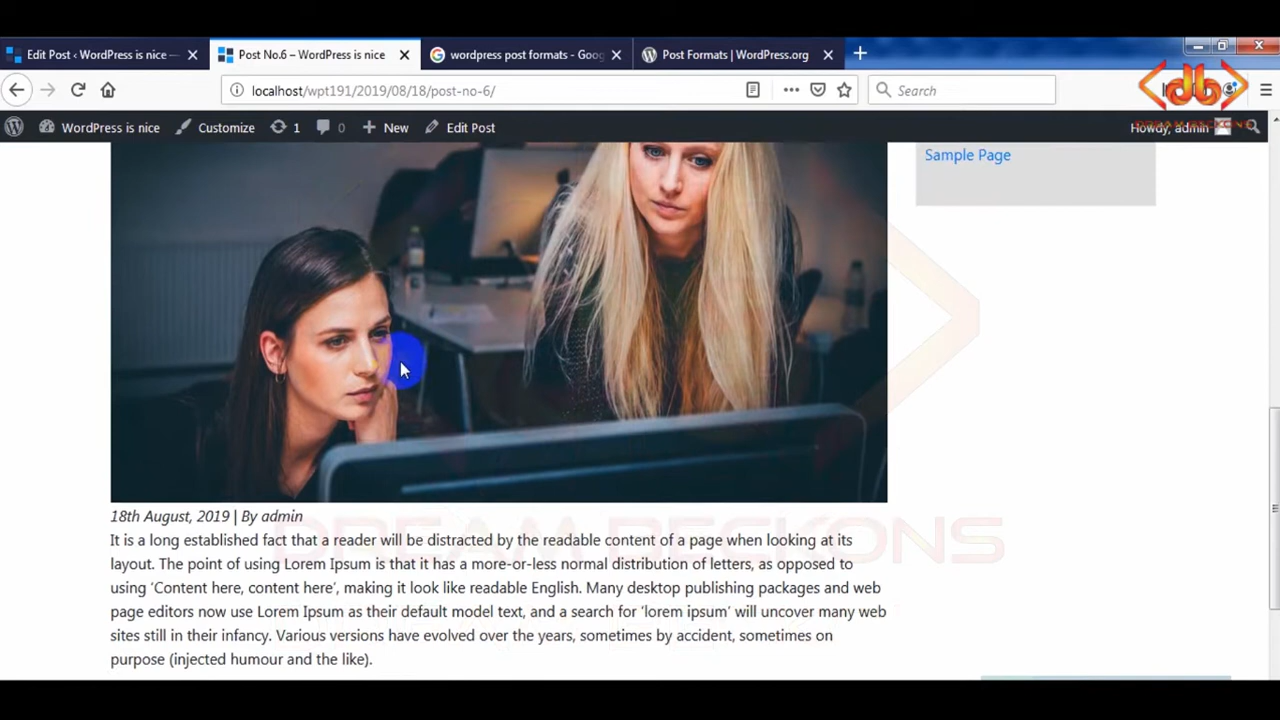 Edit Post ‹ WordPress is nice —
Post No.6 – WordPress is nice
wordpress post formats - Goog
Post Formats | WordPress.org
localhost/wpt191/2019/08/18/post-no-6/
Search
WordPress is nice
Customize
1
0
New
Edit Post
Howdy, admin
Sample Page
18th August, 2019 | By admin
It is a long established fact that a reader will be distracted by the readable content of a page when looking at its
layout. The point of using Lorem Ipsum is that it has a more-or-less normal distribution of letters, as opposed to
using ‘Content here, content here’, making it look like readable English. Many desktop publishing packages and web
page editors now use Lorem Ipsum as their default model text, and a search for ‘lorem ipsum’ will uncover many web
sites still in their infancy. Various versions have evolved over the years, sometimes by accident, sometimes on
purpose (injected humour and the like).
DREAM BECKONS
db
DREAM BECKONS